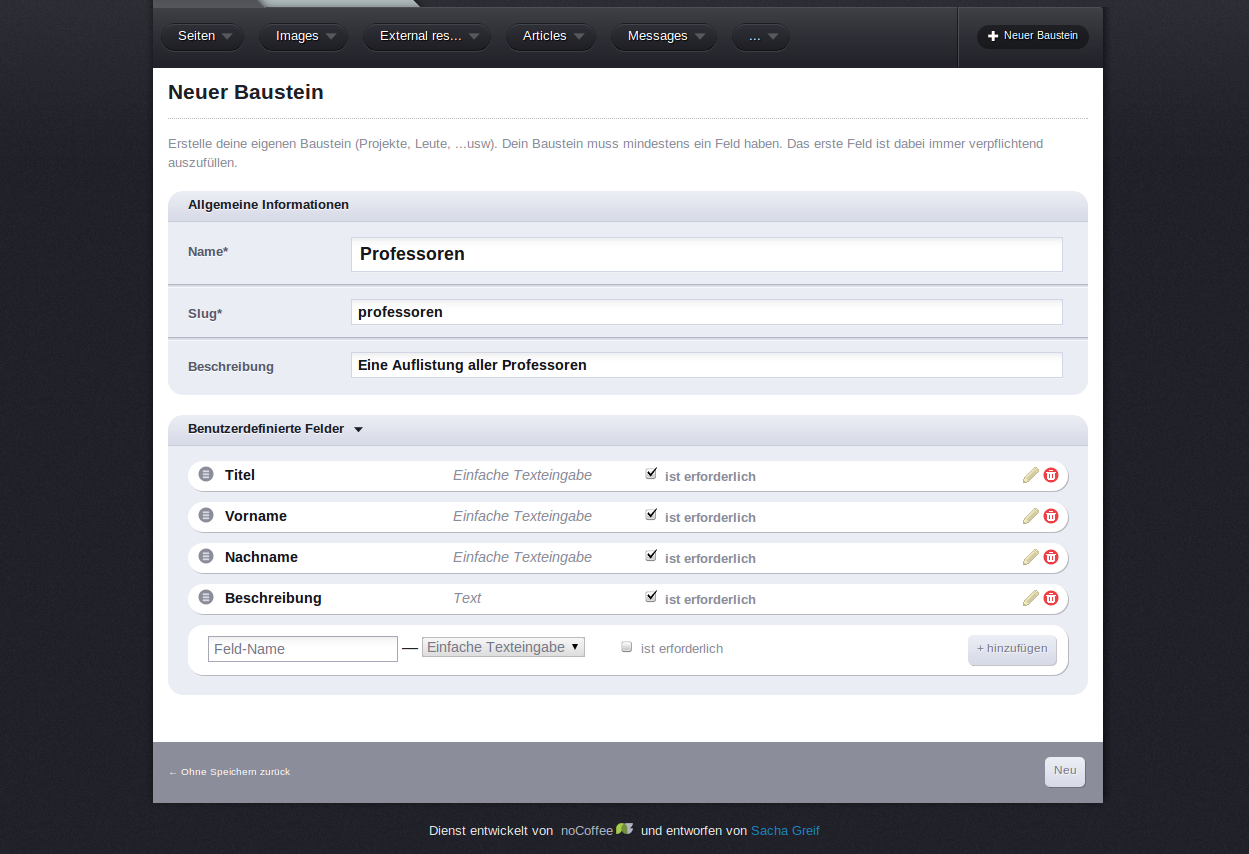 Seiten Images External res... Articles Messages ... Neuer Baustein
Neuer Baustein
Erstelle deine eigenen Baustein (Projekte, Leute, ...usw). Dein Baustein muss mindestens ein Feld haben. Das erste Feld ist dabei immer verpflichtend
auszufüllen.
Allgemeine Informationen
Name* Professoren
Slug* professoren
Beschreibung Eine Auflistung aller Professoren
Benutzerdefinierte Felder
Titel Einfache Texteingabe ist erforderlich
Vorname Einfache Texteingabe ist erforderlich
Nachname Einfache Texteingabe ist erforderlich
Beschreibung Text ist erforderlich
Feld-Name — Einfache Texteingabe ist erforderlich + hinzufügen
← Ohne Speichern zurück Neu
Dienst entwickelt von noCoffee und entworfen von Sacha Greif